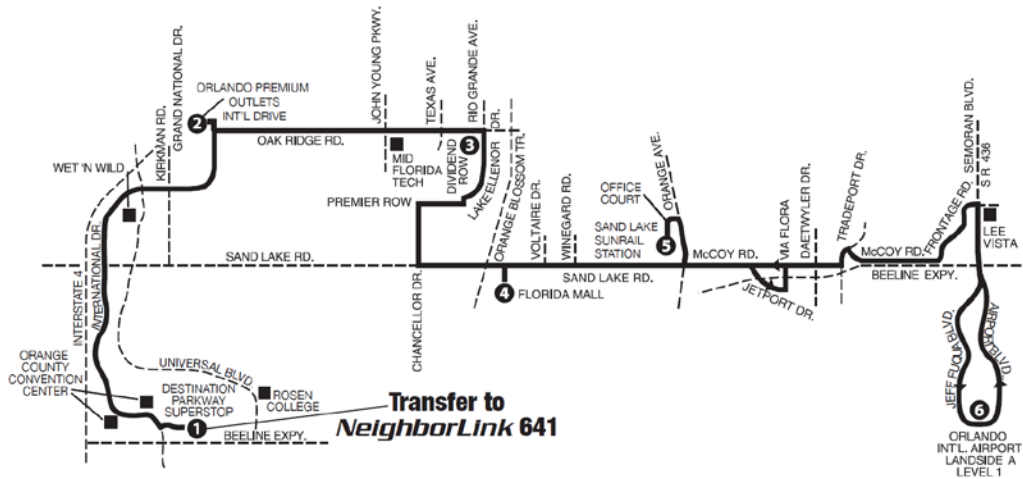 KIRKMAN RD.
GRAND NATIONAL DR.
ORLANDO PREMIUM
OUTLETS
INT'L DRIVE
2
WET 'N WILD
OAK RIDGE RD.
JOHN YOUNG PKWY.
TEXAS AVE.
RIO GRANDE AVE.
MID
FLORIDA
TECH
DIVIDEND
ROW
3
DR.
LAKE ELLENOR
PREMIER ROW
ORANGE BLOSSOM TR.
VOLTAIRE DR.
WINEGARD RD.
OFFICE
COURT
ORANGE AVE.
SAND LAKE
SUNRAIL
STATION
5
McCOY RD.
VIA FLORA
DAETWYLER DR.
TRADEPORT DR.
McCOY RD.
FRONTAGE RD.
SEMORAN BLVD.
S R 436
LEE
VISTA
INTERSTATE 4
INTERNATIONAL DR.
SAND LAKE RD.
SAND LAKE RD.
BEELINE EXPY.
4
FLORIDA MALL
JETPORT DR.
CHANCELLOR DR.
JEFF FUQUA BLVD.
AIRPORT BLVD.
6
ORLANDO
INT'L. AIRPORT
LANDSIDE A
LEVEL 1
ORANGE
COUNTY
CONVENTION
CENTER
UNIVERSAL BLVD.
DESTINATION
PARKWAY
SUPERSTOP
ROSEN
COLLEGE
1
BEELINE EXPY.
Transfer to
NeighborLink 641